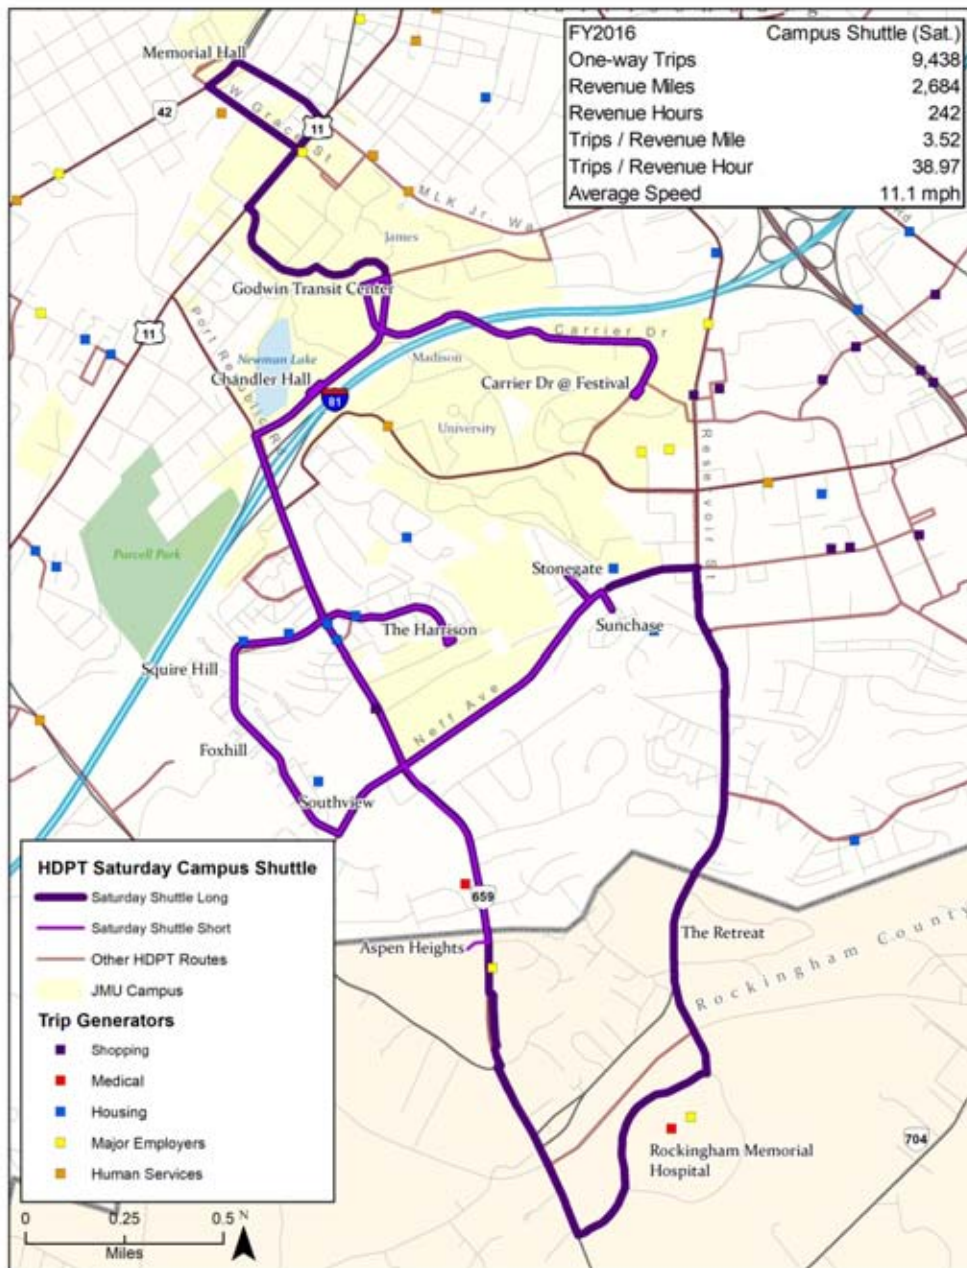 FY2016 Campus Shuttle (Sat.)
One-way Trips 9,438
Revenue Miles 2,684
Revenue Hours 242
Trips / Revenue Mile 3.52
Trips / Revenue Hour 38.97
Average Speed 11.1 mph
Memorial Hall
42
W Grace St
11
MLK Jr. Wa
Rd
James
Godwin Transit Center
11
Port Republic Rd
Newman Lake
Carrier Dr
Madison
Chandler Hall
81
Carrier Dr @ Festival
University
Reservoir St
Purcell Park
Stonegate
Sunchase
The Harrison
Squire Hill
Neff Ave
Foxhill
Southview
659
Aspen Heights
The Retreat
Rockingham County
Rockingham Memorial
Hospital
704
HDPT Saturday Campus Shuttle
Saturday Shuttle Long
Saturday Shuttle Short
Other HDPT Routes
JMU Campus
Trip Generators
Shopping
Medical
Housing
Major Employers
Human Services
0 0.25 0.5
Miles
N